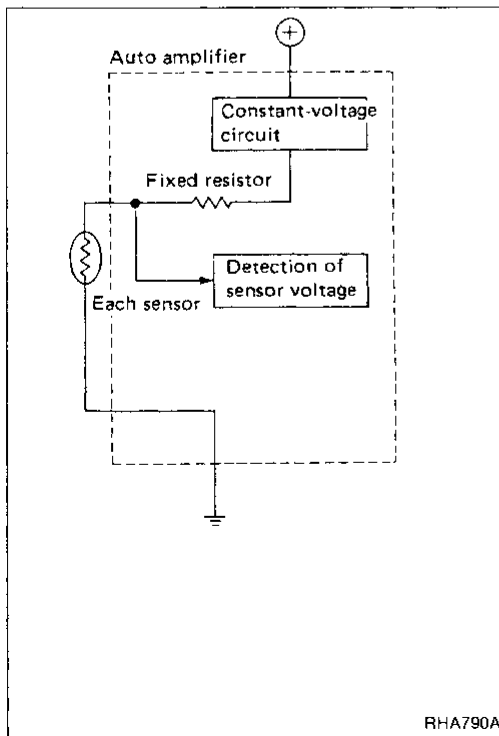 Auto amplifier
Constant-voltage
circuit
Fixed resistor
Detection of
sensor voltage
Each sensor
RHA790A